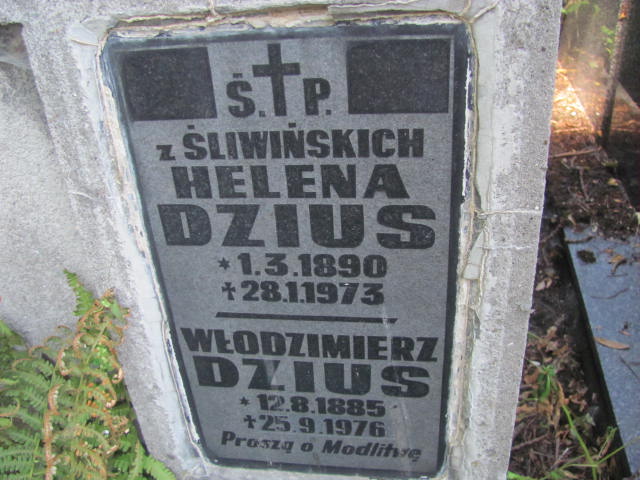 Ś.P.
z ŚLIWIŃSKICH
HELENA
DZIUS
* 1.3.1890
✝ 28.1.1973
WŁODZIMIERZ
DZIUS
* 12.8.1885
✝ 25.9.1976
Proszą o Modlitwę